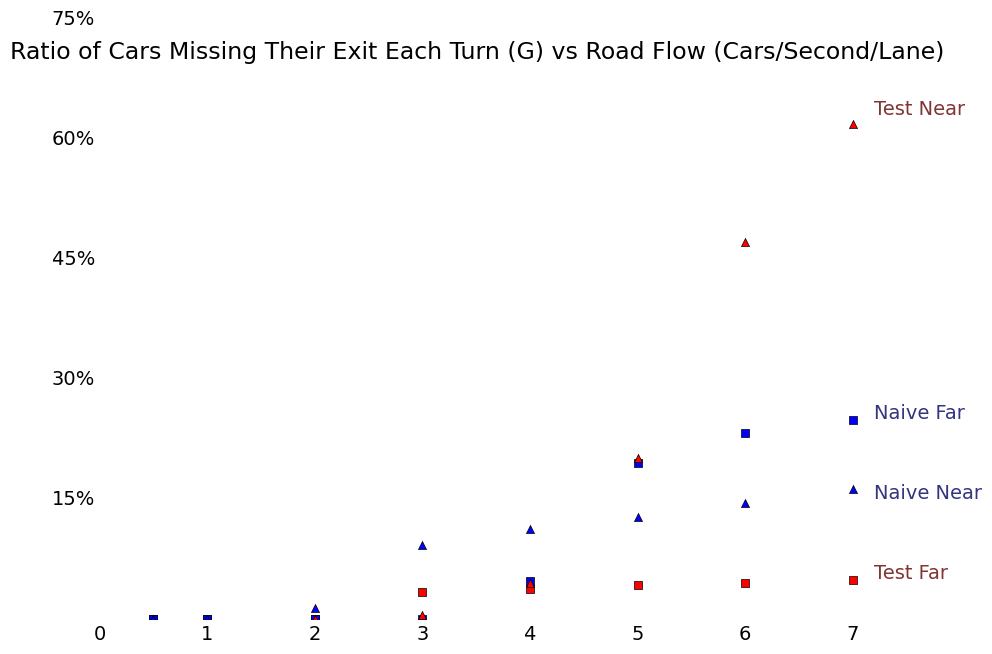 75%
Ratio of Cars Missing Their Exit Each Turn (G) vs Road Flow (Cars/Second/Lane)
Test Near
60%
45%
30%
Naive Far
15%
Naive Near
Test Far
0 1 2 3 4 5 6 7